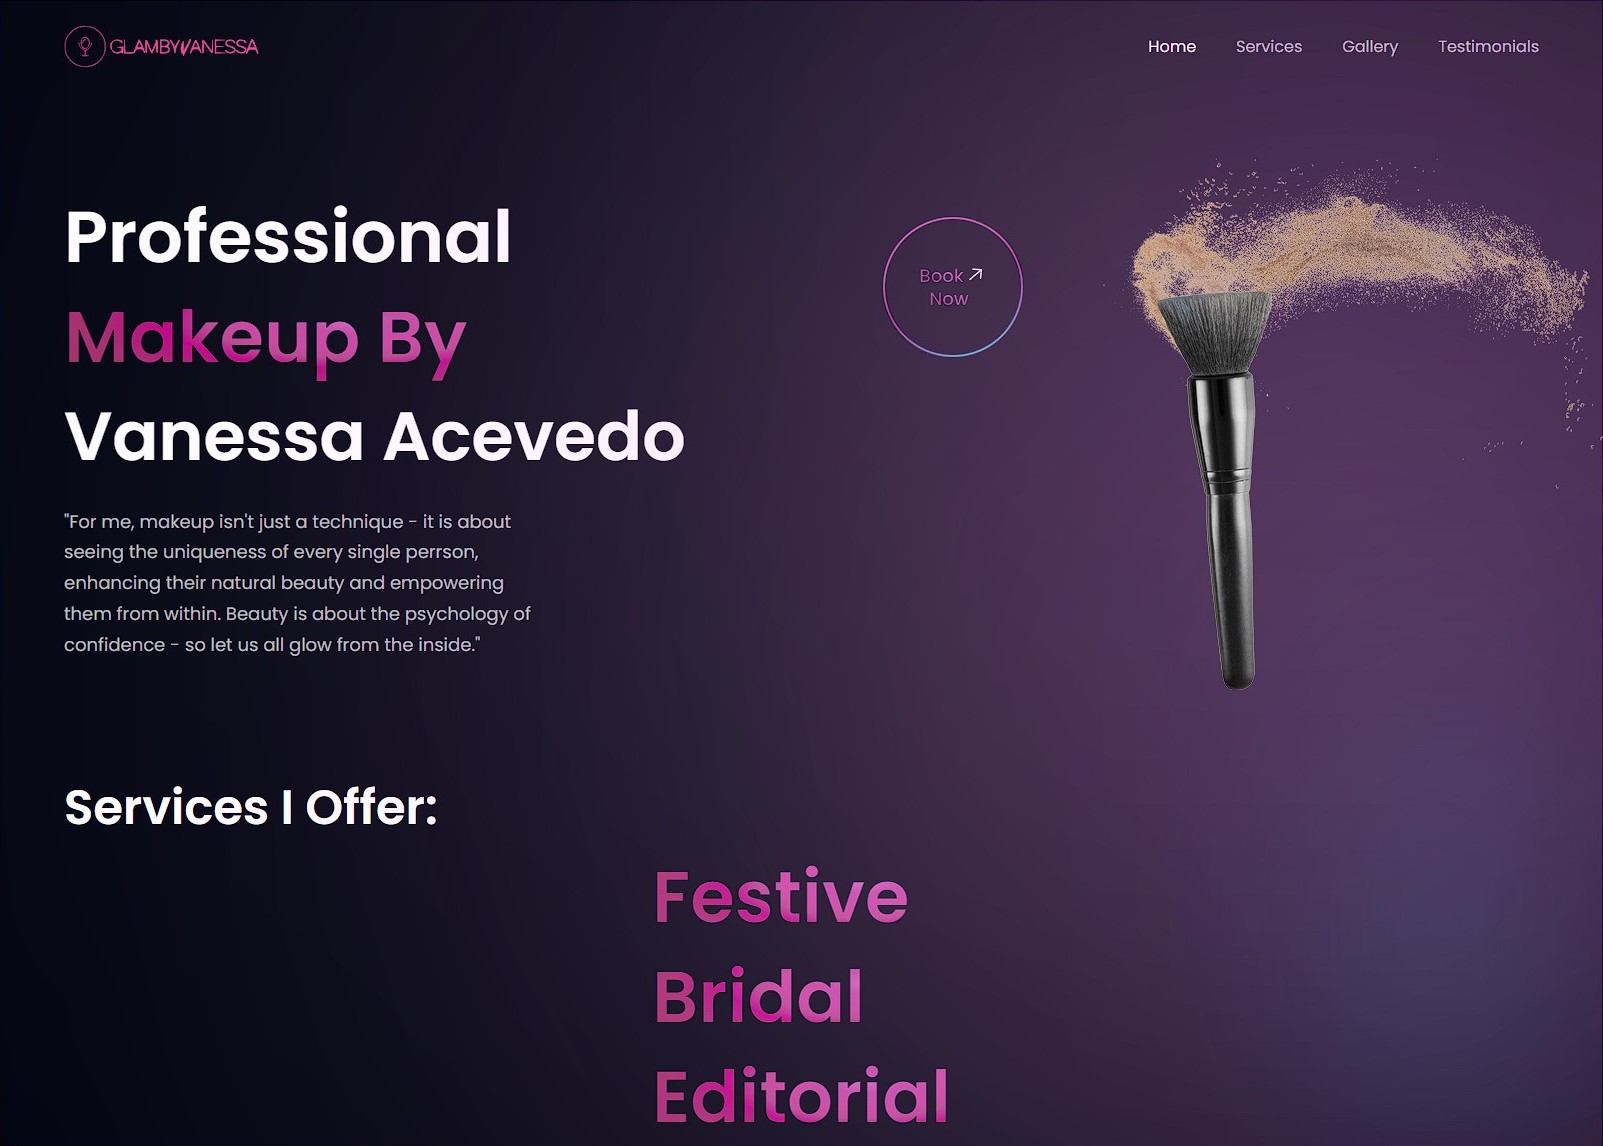 GLAMBYVANESSA
Home Services Gallery Testimonials
Professional
Makeup By
Vanessa Acevedo
Book
Now
"For me, makeup isn't just a technique - it is about
seeing the uniqueness of every single perrson,
enhancing their natural beauty and empowering
them from within. Beauty is about the psychology of
confidence - so let us all glow from the inside."
Services I Offer:
Festive
Bridal
Editorial